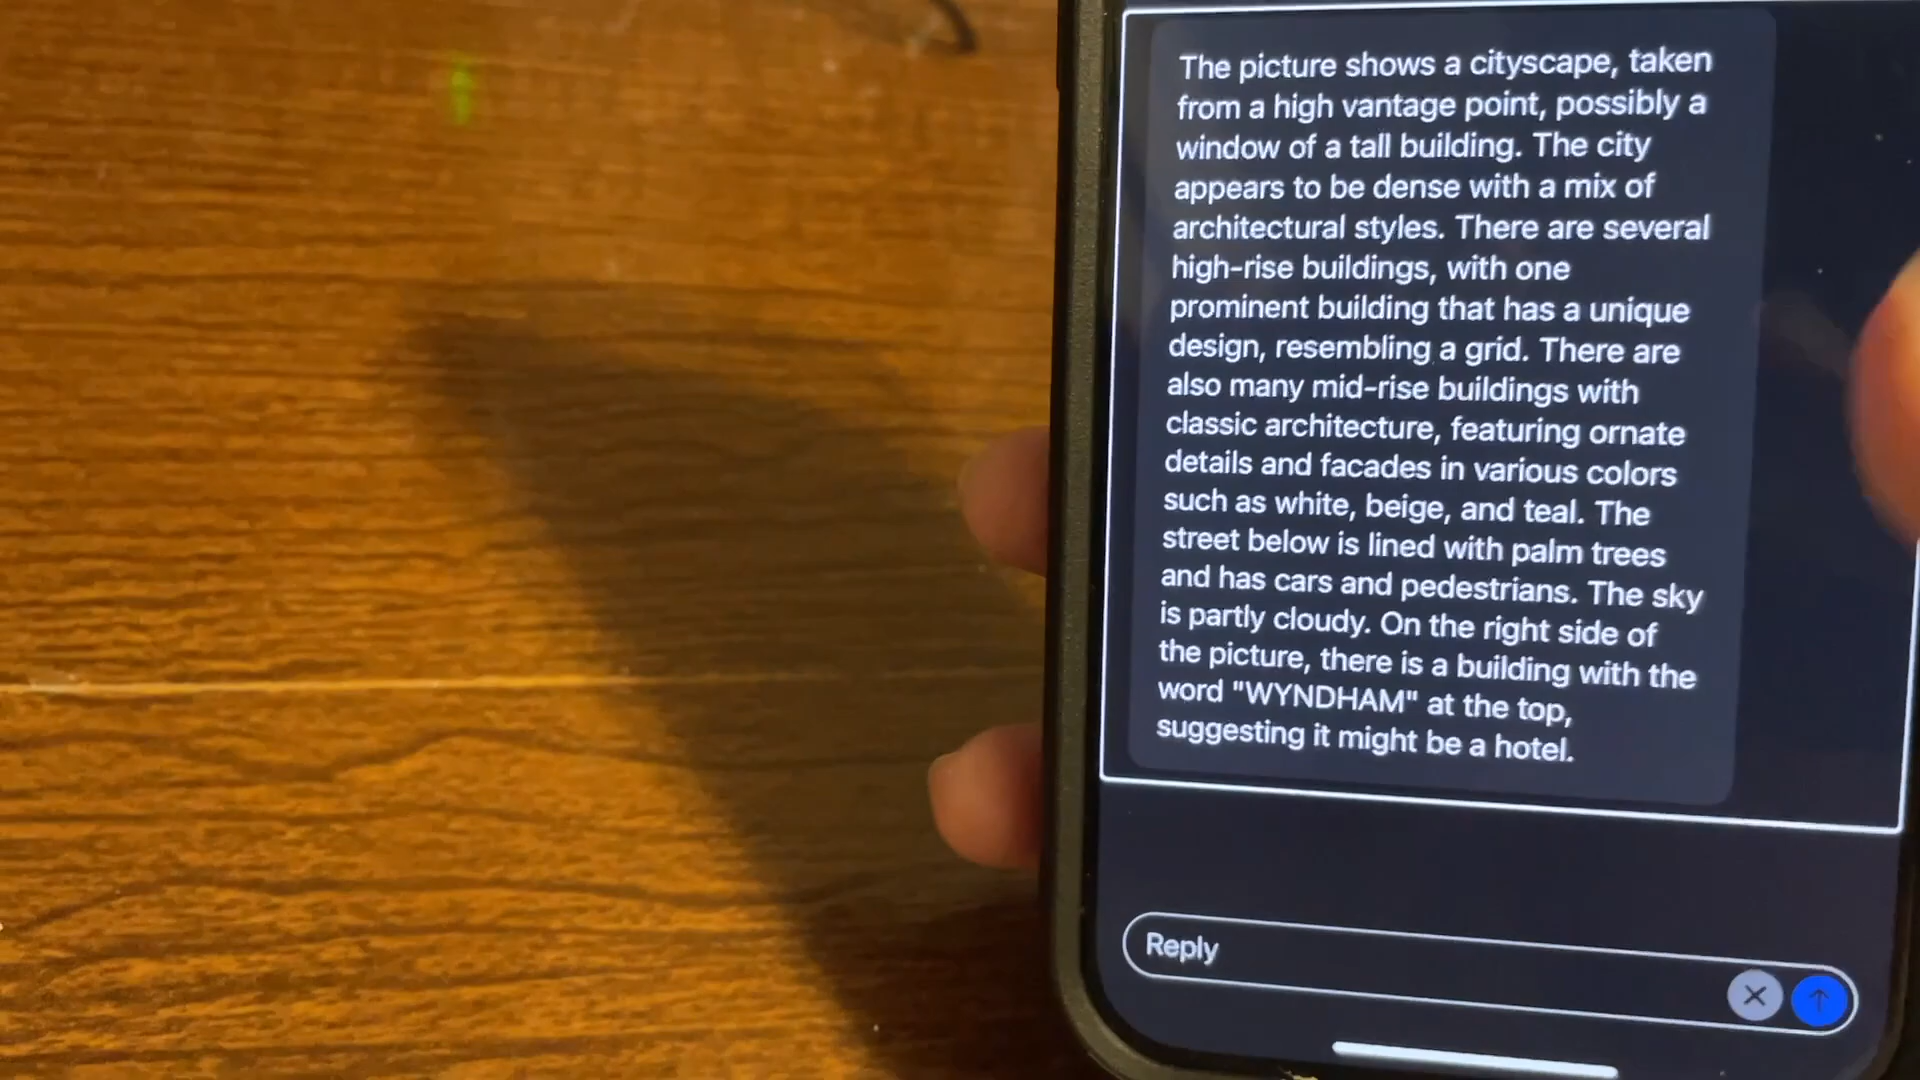 The picture shows a cityscape, taken
from a high vantage point, possibly a
window of a tall building. The city
appears to be dense with a mix of
architectural styles. There are several
high-rise buildings, with one
prominent building that has a unique
design, resembling a grid. There are
also many mid-rise buildings with
classic architecture, featuring ornate
details and facades in various colors
such as white, beige, and teal. The
street below is lined with palm trees
and has cars and pedestrians. The sky
is partly cloudy. On the right side of
the picture, there is a building with the
word "WYNDHAM" at the top,
suggesting it might be a hotel.
Reply